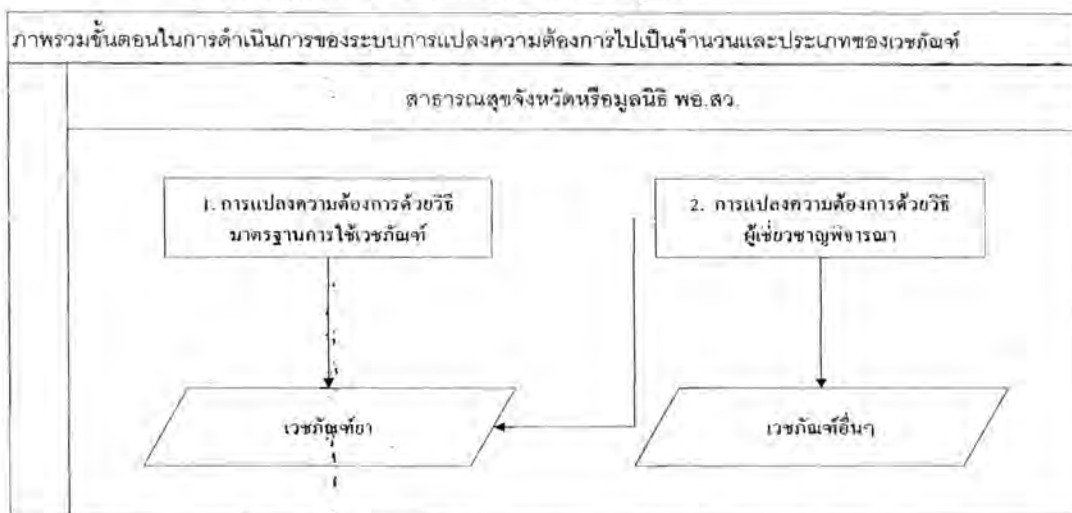 ภาพรวมขั้นตอนในการดำเนินการของระบบการแปลงความต้องการไปเป็นจำนวนและประเภทของเวชภัณฑ์
สาธารณสุขจังหวัดหรือมูลนิธิ พอ.สว.
1. การแปลงความต้องการด้วยวิธี
มาตรฐานการใช้เวชภัณฑ์
2. การแปลงความต้องการด้วยวิธี
ผู้เชี่ยวชาญพิจารณา
เวชภัณฑ์ยา
เวชภัณฑ์อื่นๆ